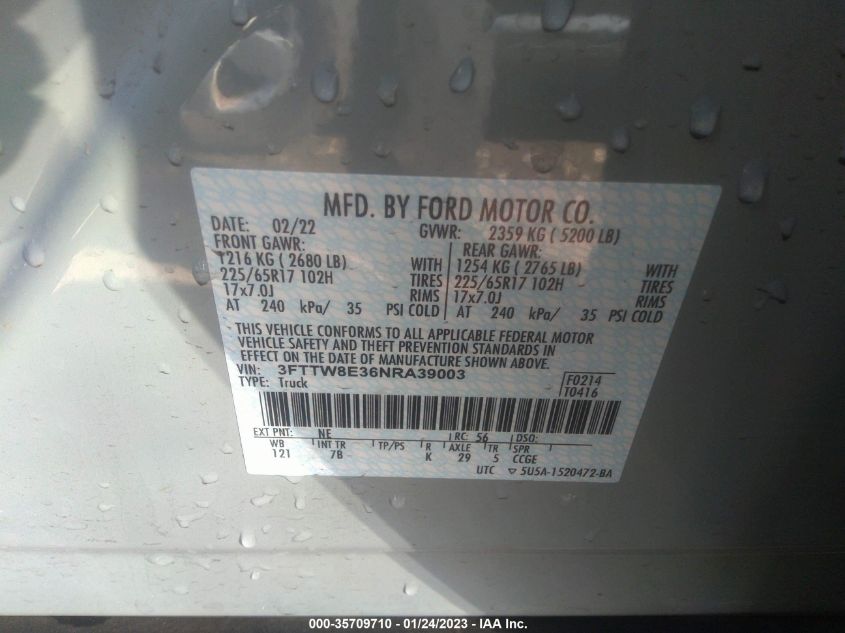 MFD. BY FORD MOTOR CO.
DATE: 02/22 GVWR: 2359 KG ( 5200 LB)
FRONT GAWR: REAR GAWR:
1216 KG ( 2680 LB) WITH 1254 KG ( 2765 LB) WITH
225/65R17 102H TIRES 225/65R17 102H TIRES
17x7.0J RIMS 17x7.0J RIMS
AT 240 kPa/ 35 PSI COLD AT 240 kPa/ 35 PSI COLD
THIS VEHICLE CONFORMS TO ALL APPLICABLE FEDERAL MOTOR
VEHICLE SAFETY AND THEFT PREVENTION STANDARDS IN
EFFECT ON THE DATE OF MANUFACTURE SHOWN ABOVE.
VIN: 3FTTW8E36NRA39003
TYPE: Truck F0214
T0416
EXT PNT: NE RC: 56 DSO:
WB INT TR TP/PS R AXLE TR SPR
121 7B K 29 5 CCGE
UTC ▽ 5U5A-1520472-BA
000-35709710 - 01/24/2023 - IAA Inc.